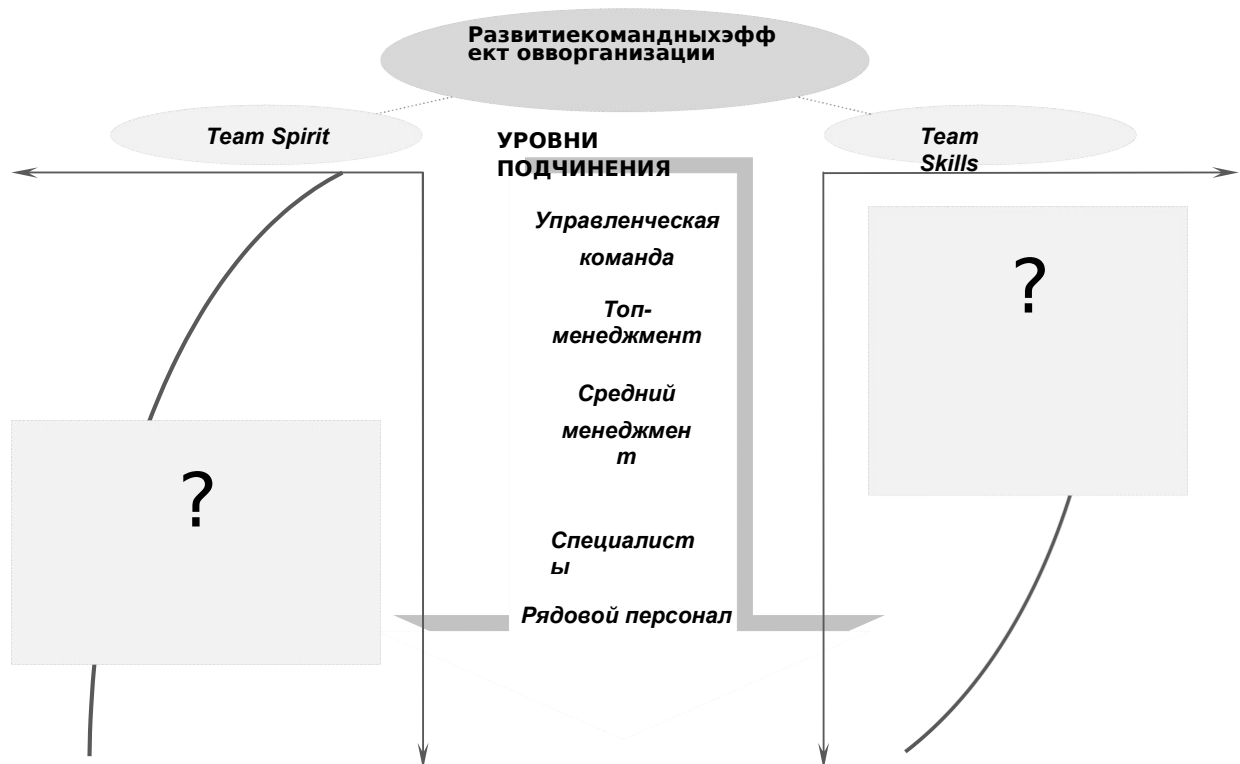 Развитиекомандныхэфф
ект овворганизации
Team Spirit
УРОВНИ
ПОДЧИНЕНИЯ
Team
Skills
Управленческая
команда
?
Топ-
менеджмент
Средний
менеджмен
т
?
Специалист
ы
Рядовой персонал